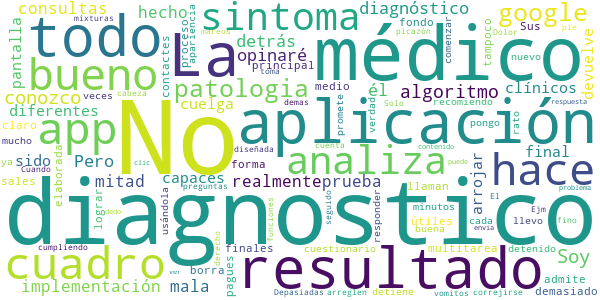 consultas
mixturas
hecho
sintoma
diagnóstico
google
todo
La
médico
pantalla
apariencia
proceso
mareos
detrás
fondo
tampoco
Sus
Dolor
pie
picazón
comenzar
nuevo
devuelve
bueno
contactes
opinaré
principal
él
clínicos
conozco
veces
cabeza
patologia
toma
medio
algoritmo
diferentes
No
cuelga
demas
promete
verdad
Solo
recomiendo
rato
respuesta
app
aplicación
claro
mucho
ya
Cuando
sido
Pero
diseñada
forma
cuenta
contenido
pongo
puede
final
elaborada
clic
analiza
hace
sales
lograr
mitad
capaces
realmente
prueba
arrojar
El
problema
dedo
usándola
preguntas
responder
seguido
llaman
minutos
útiles
buena
cada
llevo
Ejm
envia
fino
diagnostico
cuadro
resultado
funciones
derecho
finales
cuestionario
multitarea
detenido
Soy
cumpliendo
borra
implementación
mala
vszi
pagues
Depasiadas
arreglen
detiene
vomitos
correjirse
admite
demasiado